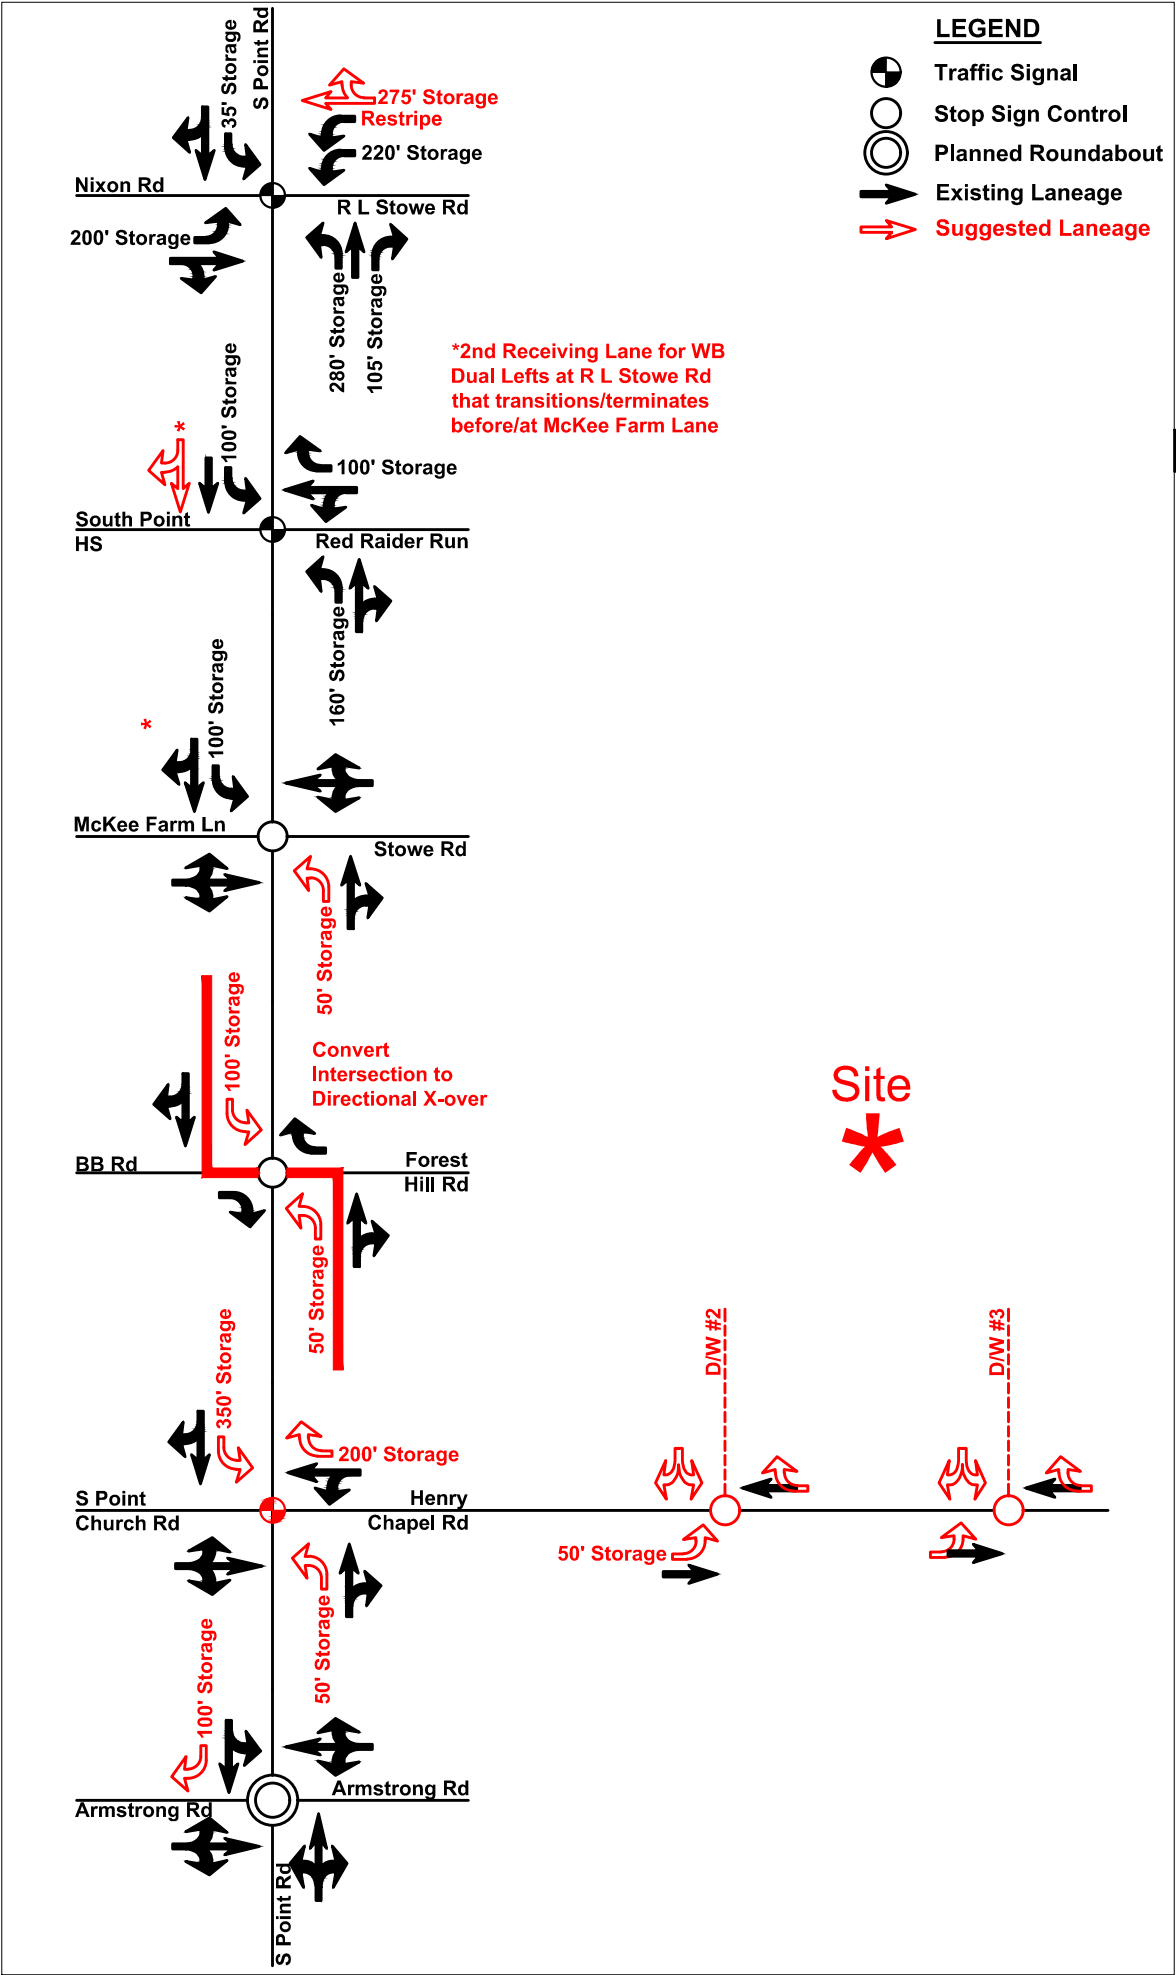 LEGEND
Traffic Signal
Stop Sign Control
Planned Roundabout
Existing Laneage
Suggested Laneage
S Point Rd
35' Storage
275' Storage
Restripe
220' Storage
Nixon Rd
R L Stowe Rd
200' Storage
280' Storage
105' Storage
*2nd Receiving Lane for WB
Dual Lefts at R L Stowe Rd
that transitions/terminates
before/at McKee Farm Lane
*
100' Storage
100' Storage
South Point
HS
Red Raider Run
160' Storage
*
100' Storage
McKee Farm Ln
Stowe Rd
50' Storage
100' Storage
Convert
Intersection to
Directional X-over
Site
*
BB Rd
Forest
Hill Rd
50' Storage
350' Storage
D/W #2
D/W #3
200' Storage
S Point
Church Rd
Henry
Chapel Rd
50' Storage
50' Storage
100' Storage
Armstrong Rd
Armstrong Rd
S Point Rd